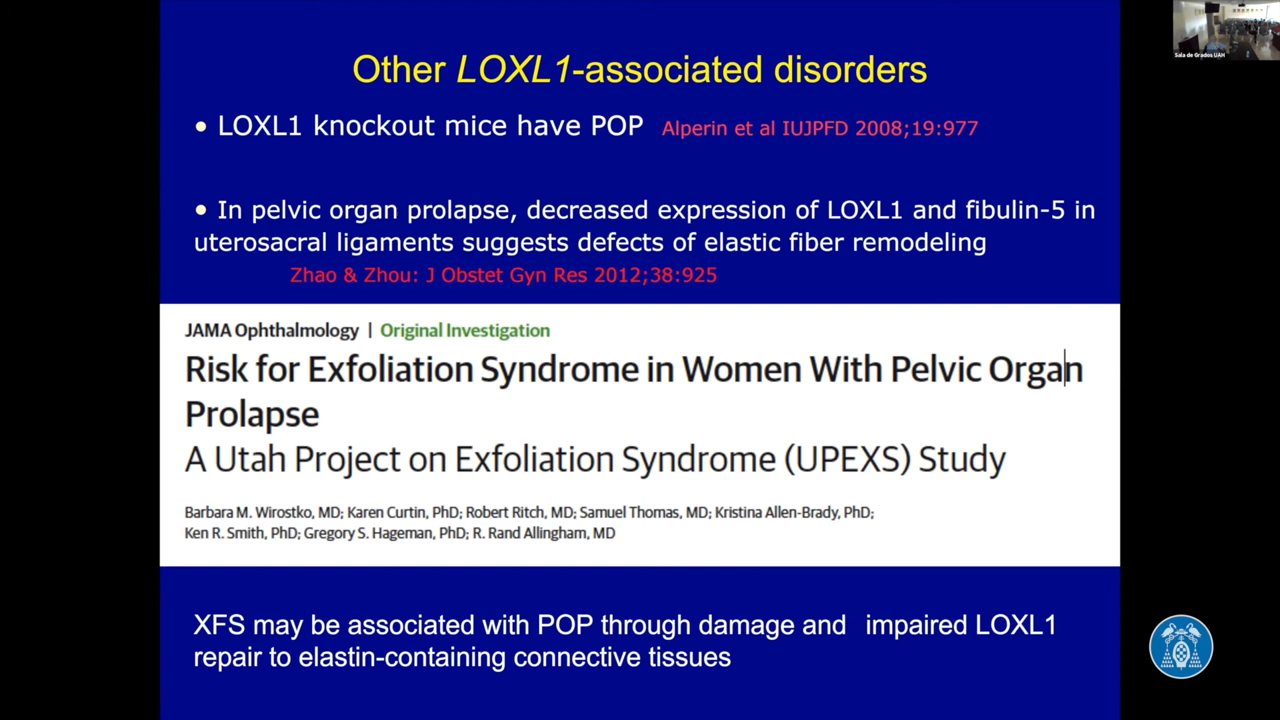 Other LOXL1-associated disorders
• LOXL1 knockout mice have POP Alperin et al IUJPFD 2008;19:977
• In pelvic organ prolapse, decreased expression of LOXL1 and fibulin-5 in
uterosacral ligaments suggests defects of elastic fiber remodeling
Zhao & Zhou: J Obstet Gyn Res 2012;38:925
JAMA Ophthalmology | Original Investigation
Risk for Exfoliation Syndrome in Women With Pelvic Organ
Prolapse
A Utah Project on Exfoliation Syndrome (UPEXS) Study
Barbara M. Wirostko, MD; Karen Curtin, PhD; Robert Ritch, MD; Samuel Thomas, MD; Kristina Allen-Brady, PhD;
Ken R. Smith, PhD; Gregory S. Hageman, PhD; R. Rand Allingham, MD
XFS may be associated with POP through damage and impaired LOXL1
repair to elastin-containing connective tissues
Sala de Grados UAH